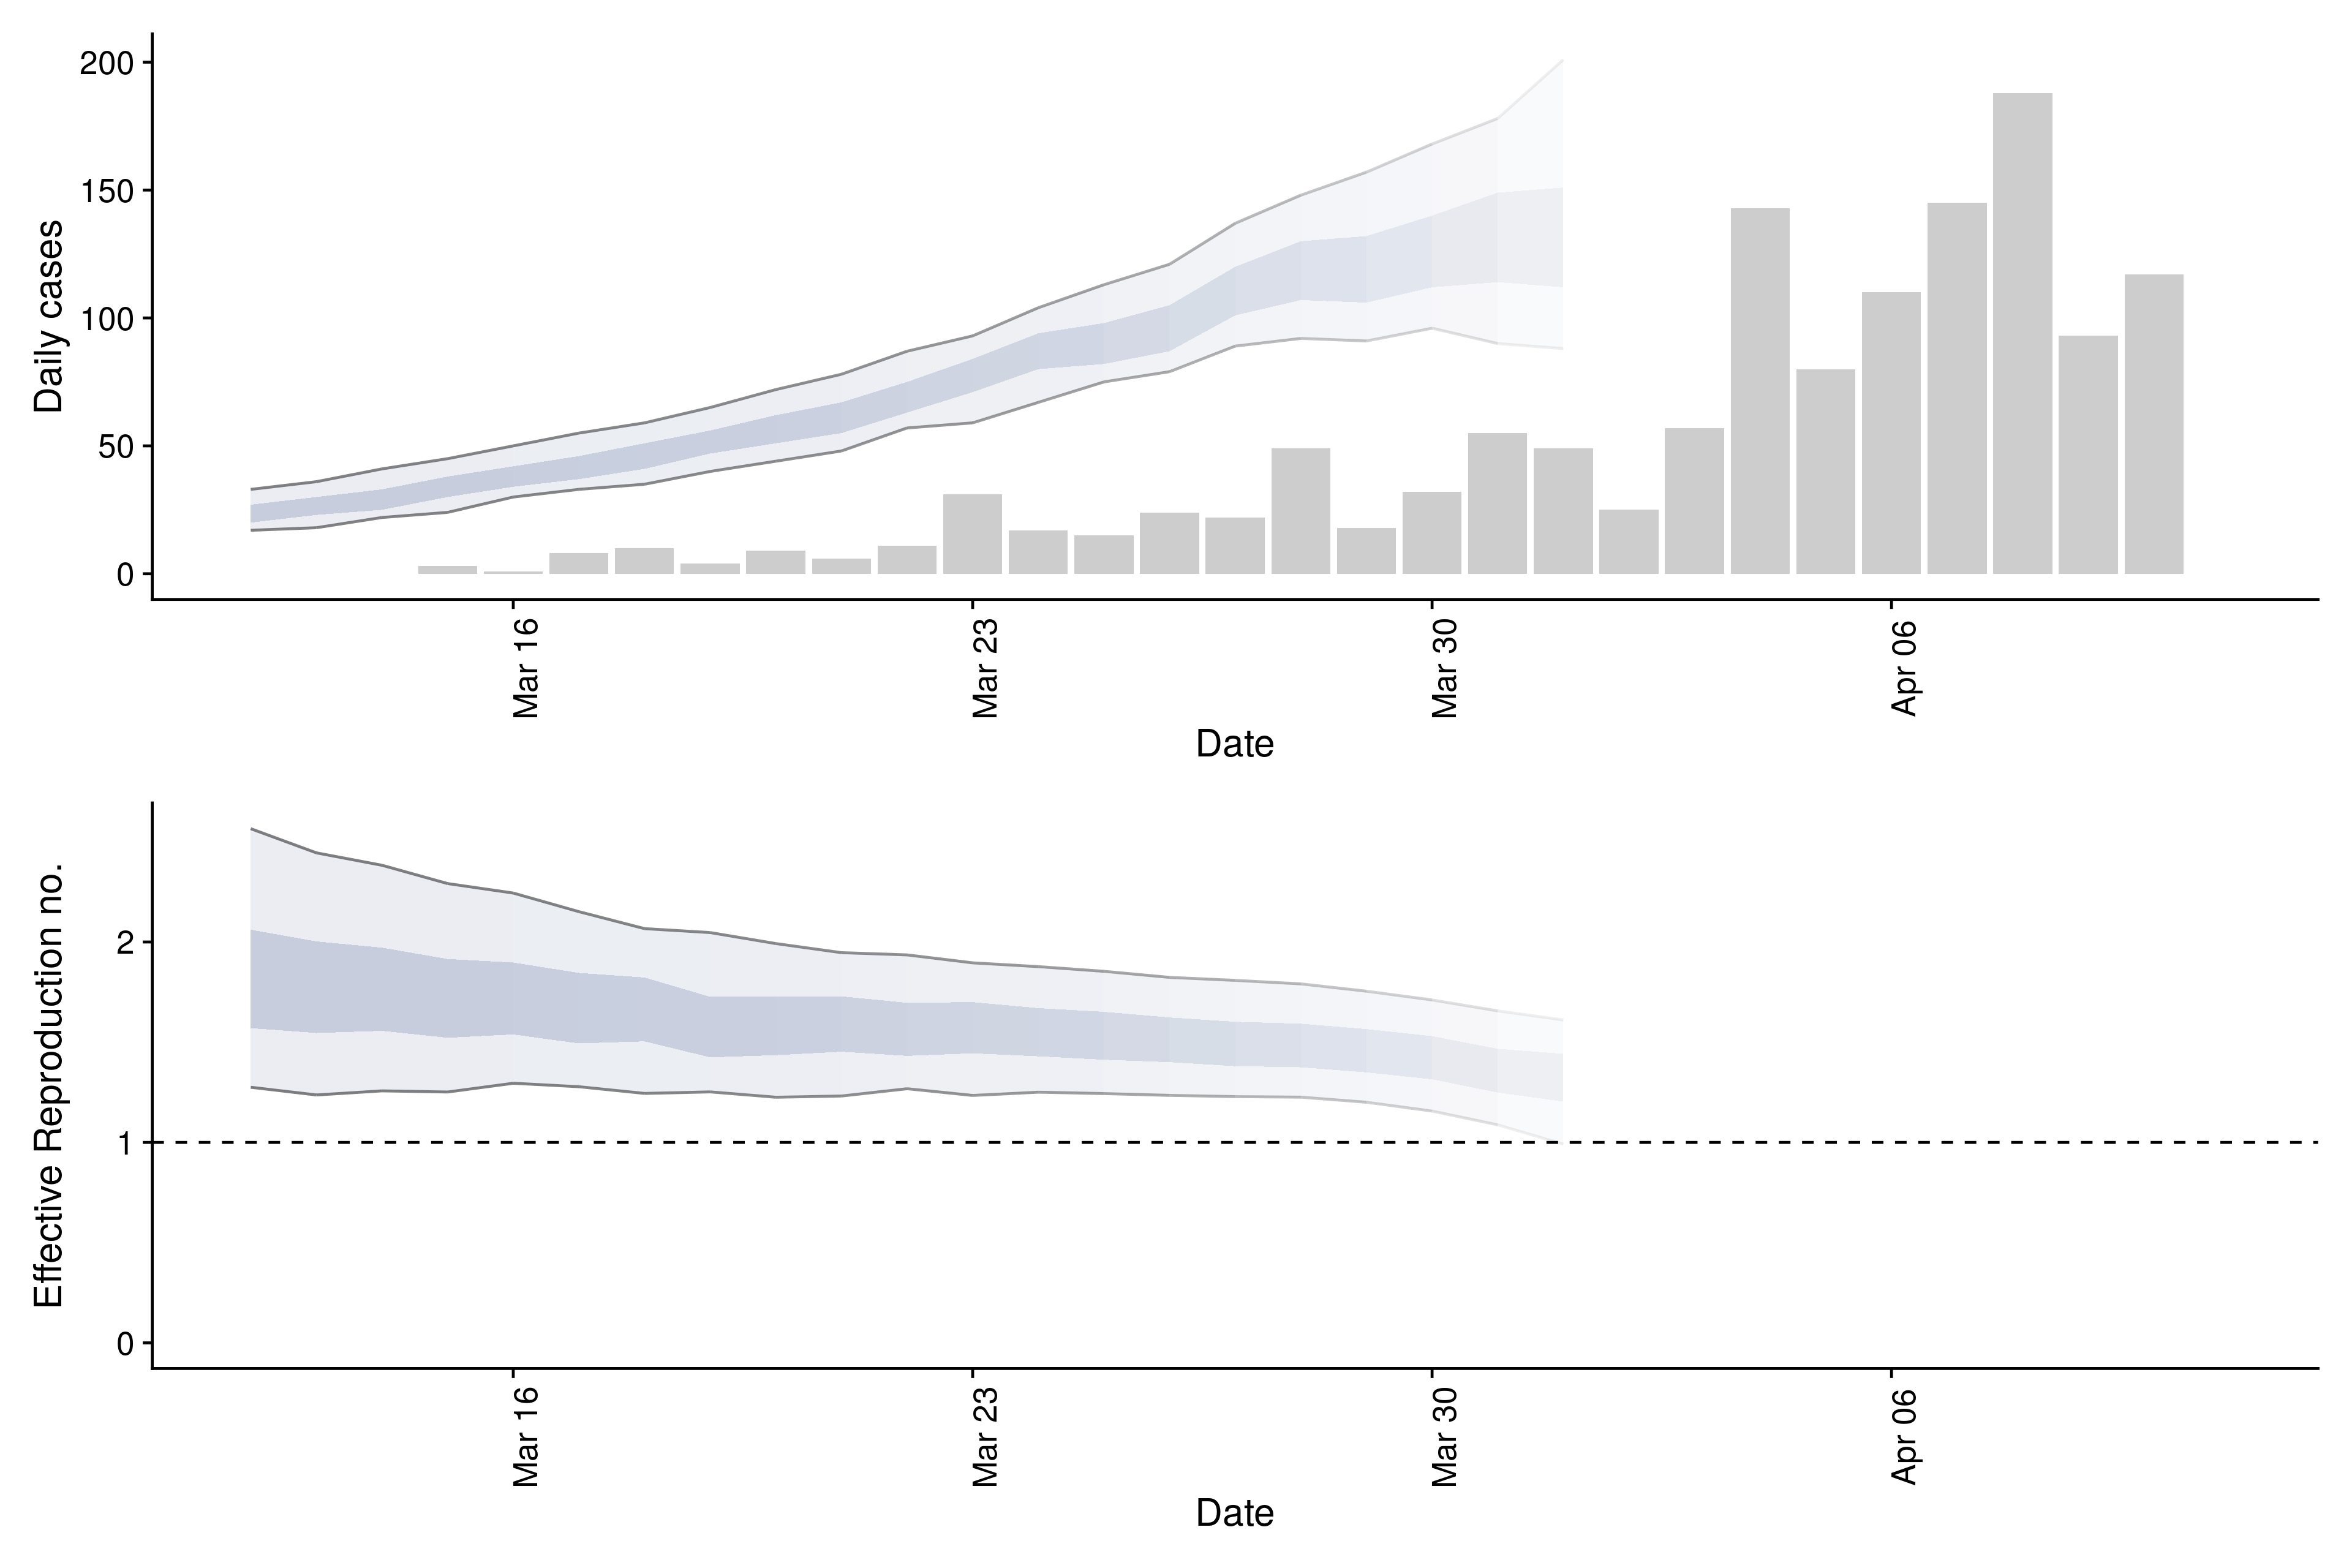 Daily cases
200
150
100
50
0
Mar 16
Mar 23
Mar 30
Apr 06
Date
Effective Reproduction no.
2
1
0
Mar 16
Mar 23
Mar 30
Apr 06
Date